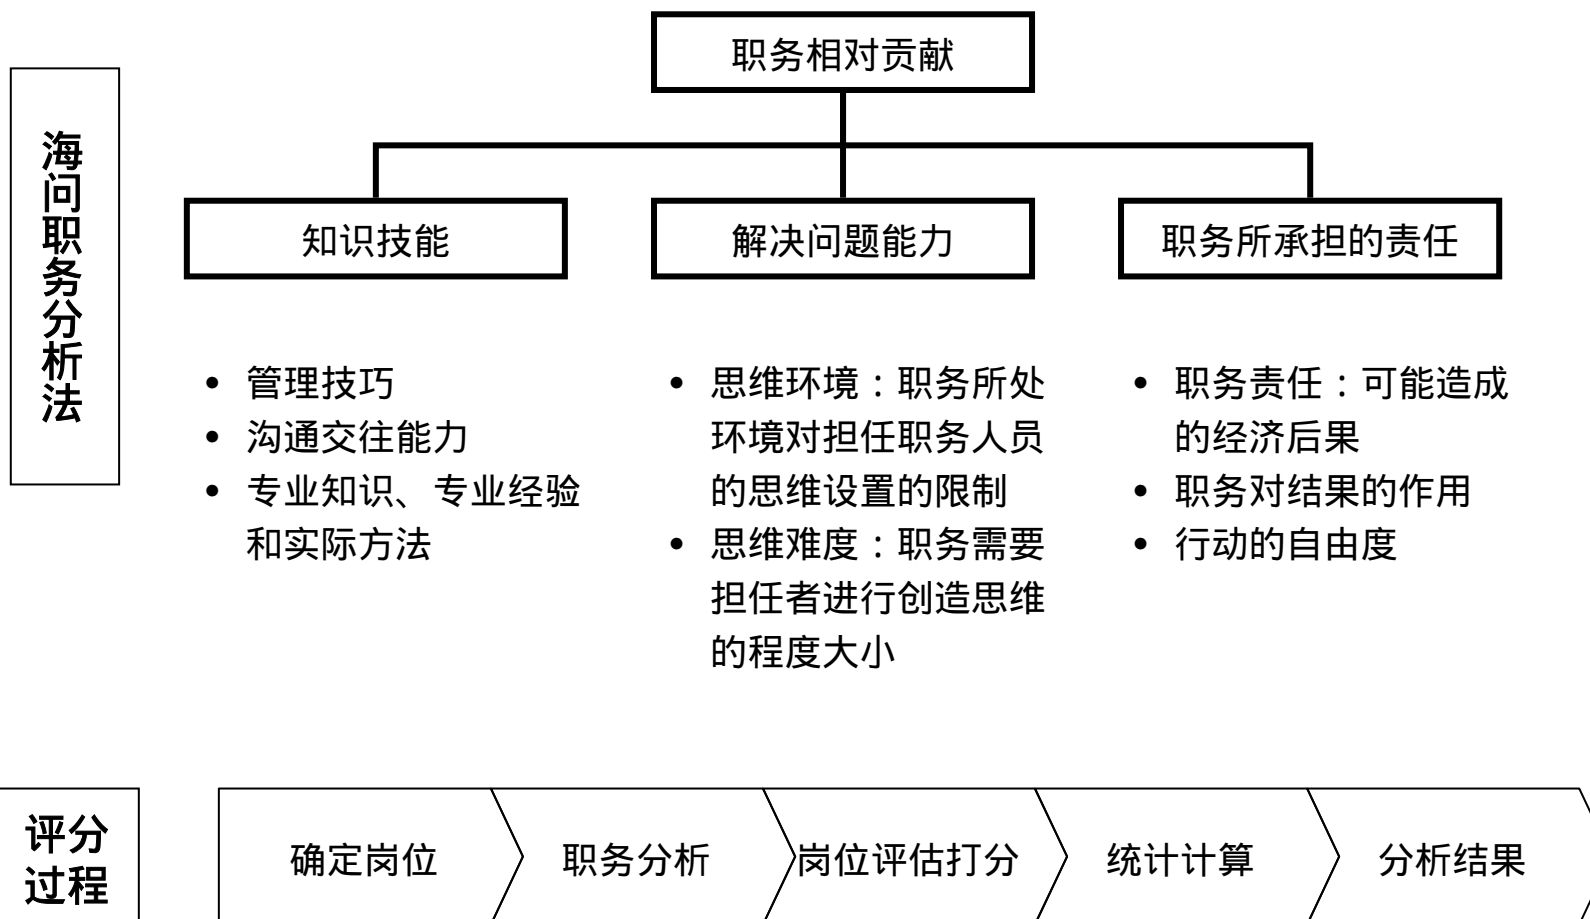 职务相对贡献
海问职务分析法
知识技能
解决问题能力
职务所承担的责任
• 管理技巧
• 沟通交往能力
• 专业知识、专业经验
和实际方法
• 思维环境：职务所处
环境对担任职务人员
的思维设置的限制
• 思维难度：职务需要
担任者进行创造思维
的程度大小
• 职务责任：可能造成
的经济后果
• 职务对结果的作用
• 行动的自由度
评分
过程
确定岗位
职务分析
岗位评估打分
统计计算
分析结果